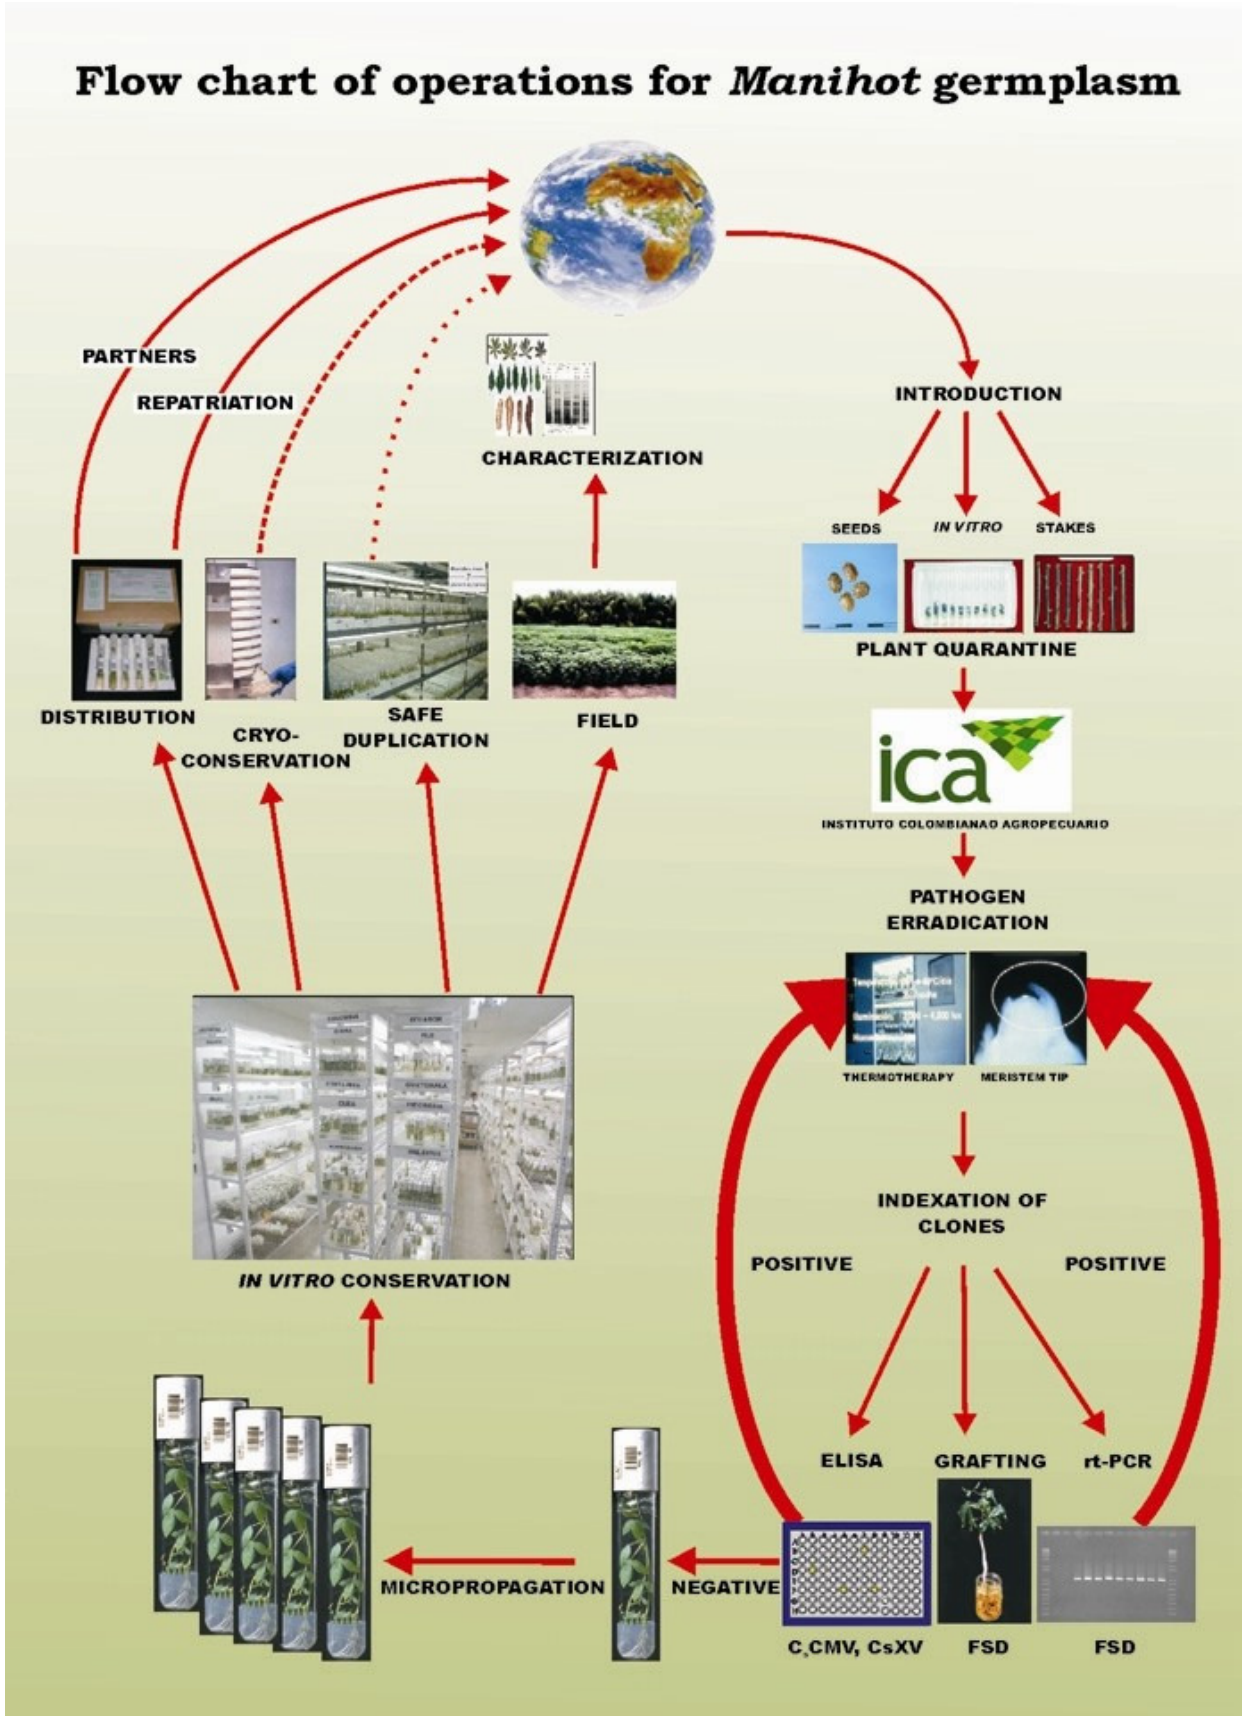 Flow chart of operations for Manihot germplasm
PARTNERS
REPATRIATION
CHARACTERIZATION
INTRODUCTION
SEEDS
IN VITRO
STAKES
PLANT QUARANTINE
ica
INSTITUTO COLOMBIANAO AGROPECUARIO
DISTRIBUTION
CRYO-
CONSERVATION
SAFE
DUPLICATION
FIELD
PATHOGEN
ERRADICATION
THERMOTHERAPY
MERISTEM TIP
INDEXATION OF
CLONES
POSITIVE
POSITIVE
IN VITRO CONSERVATION
ELISA
GRAFTING
rt-PCR
MICROPROPAGATION
NEGATIVE
CsCMV, CsXV
FSD
FSD